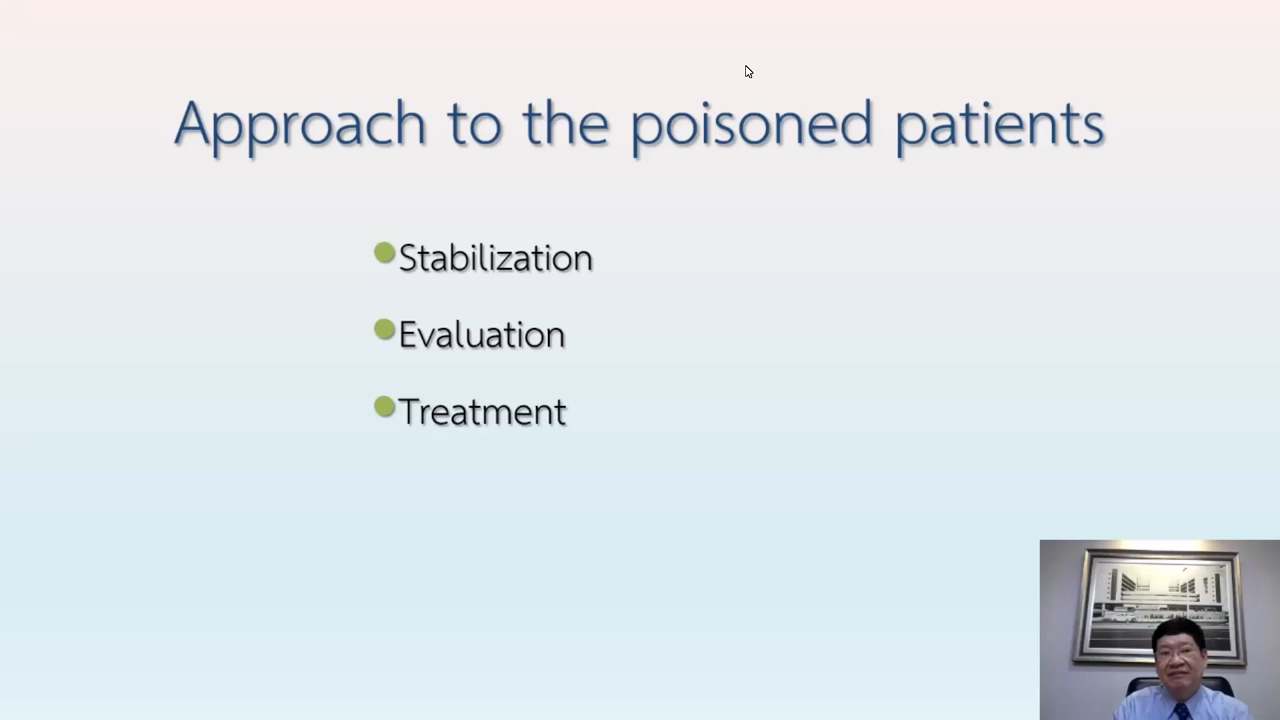 Approach to the poisoned patients
Stabilization
Evaluation
Treatment